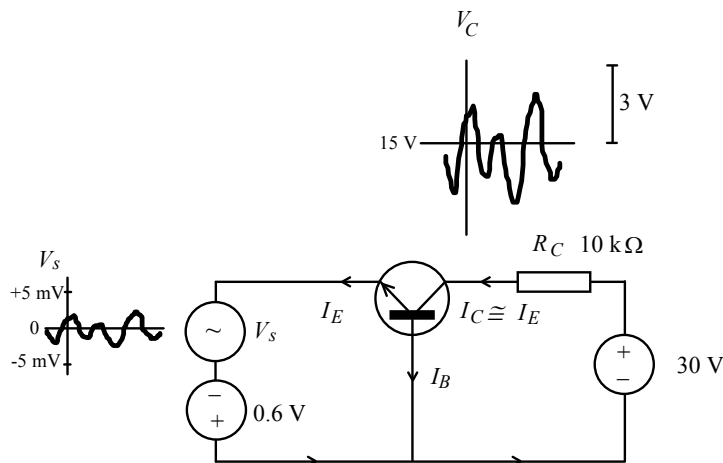 V_C
3 V
15 V
R_C 10 kΩ
V_s
+5 mV
0
-5 mV
I_E
I_C ≅ I_E
~
V_s
I_B
+
−
30 V
−
+
0.6 V